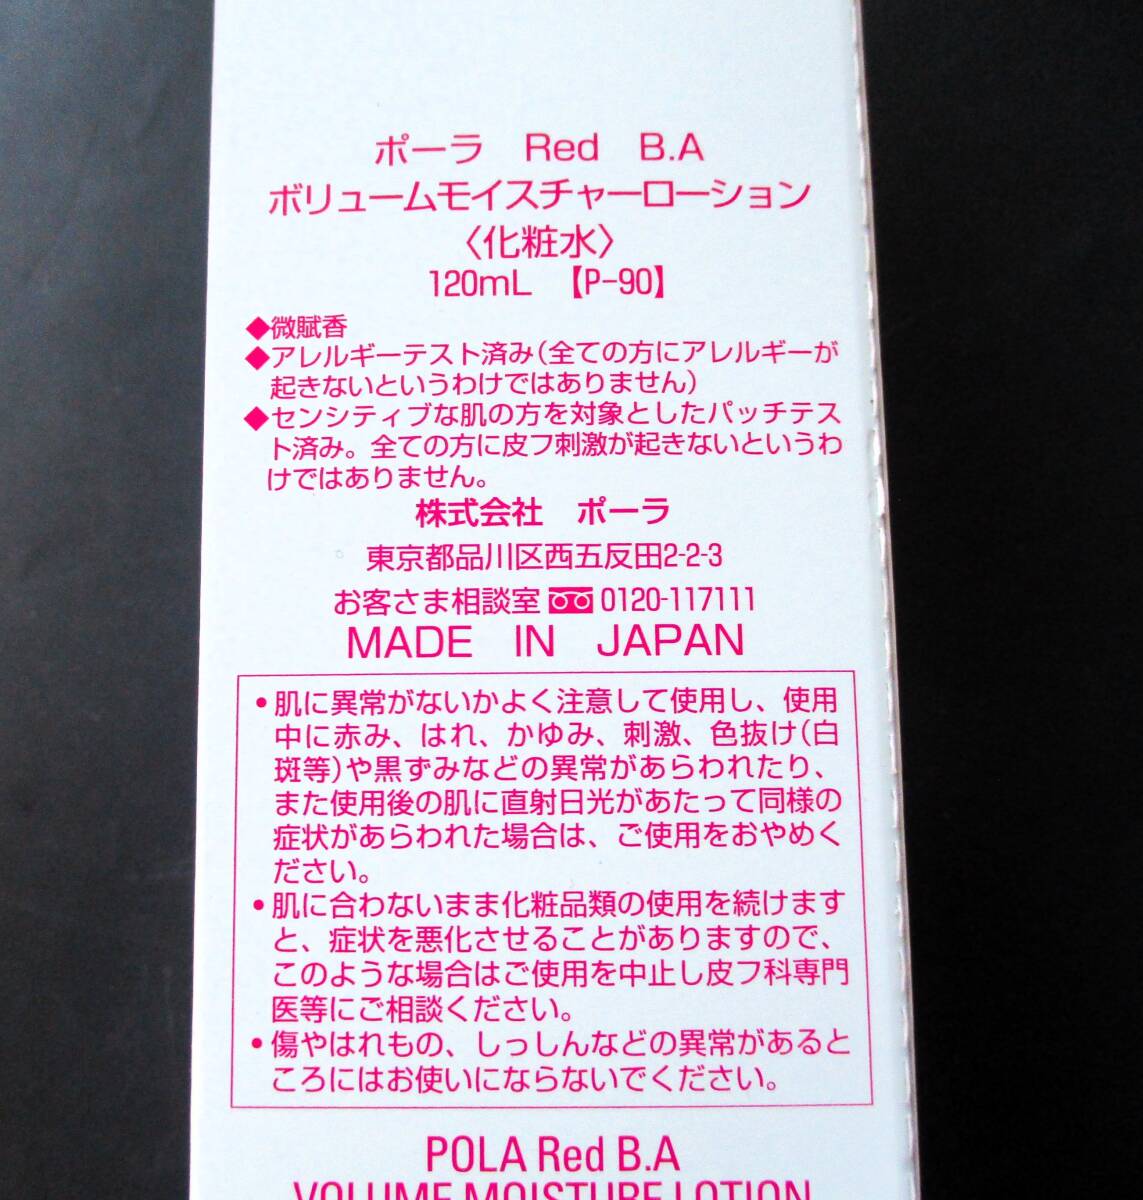 ポーラ　Red　B.A
ボリュームモイスチャーローション
〈化粧水〉
120mL　【P-90】
◆微賦香
◆アレルギーテスト済み(全ての方にアレルギーが
起きないというわけではありません)
◆センシティブな肌の方を対象としたパッチテス
ト済み。全ての方に皮フ刺激が起きないというわ
けではありません。
株式会社　ポーラ
東京都品川区西五反田2-2-3
お客さま相談室 0120-117111
MADE IN JAPAN
•肌に異常がないかよく注意して使用し、使用
中に赤み、はれ、かゆみ、刺激、色抜け(白
斑等)や黒ずみなどの異常があらわれたり、
また使用後の肌に直射日光があたって同様の
症状があらわれた場合は、ご使用をおやめく
ださい。
•肌に合わないまま化粧品類の使用を続けます
と、症状を悪化させることがありますので、
このような場合はご使用を中止し皮フ科専門
医等にご相談ください。
•傷やはれもの、しっしんなどの異常があると
ころにはお使いにならないでください。
POLA Red B.A
VOLUME MOISTURE LOTION